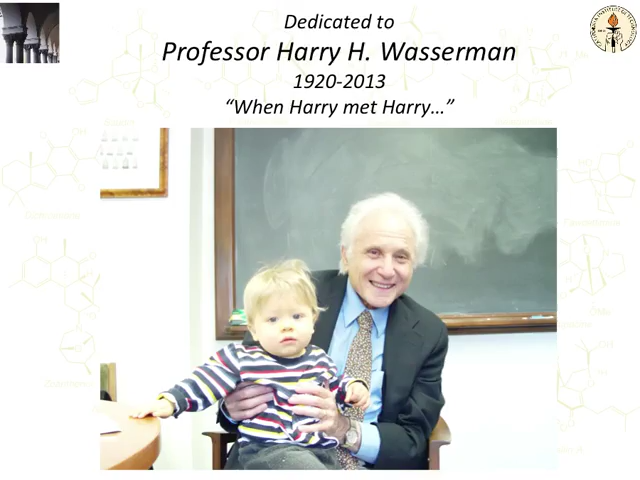 Dedicated to
Professor Harry H. Wasserman
1920-2013
“When Harry met Harry…”